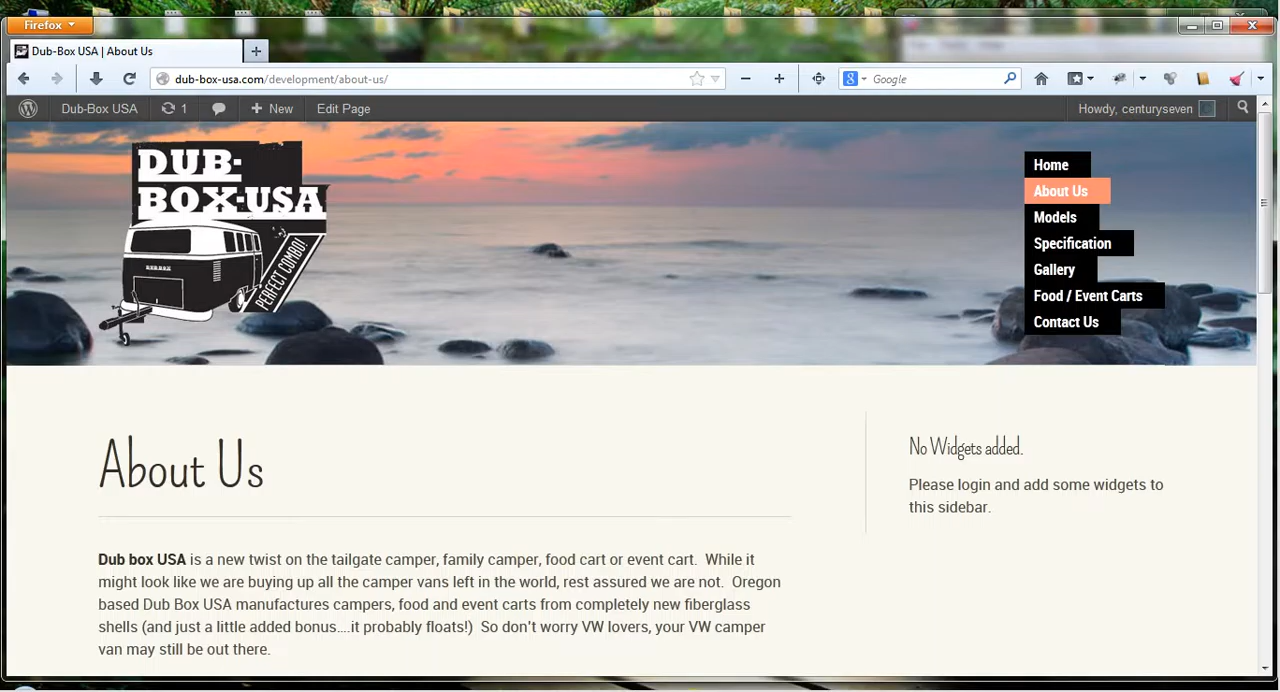 Firefox
Dub-Box USA | About Us
dub-box-usa.com/development/about-us/
Google
Dub-Box USA
1
New
Edit Page
Howdy, centuryseven
DUB-
BOX-USA
PERFECT COMBO!
Home
About Us
Models
Specification
Gallery
Food / Event Carts
Contact Us
About Us
Dub box USA is a new twist on the tailgate camper, family camper, food cart or event cart.  While it
might look like we are buying up all the camper vans left in the world, rest assured we are not.  Oregon
based Dub Box USA manufactures campers, food and event carts from completely new fiberglass
shells (and just a little added bonus….it probably floats!)  So don't worry VW lovers, your VW camper
van may still be out there.
No Widgets added.
Please login and add some widgets to
this sidebar.